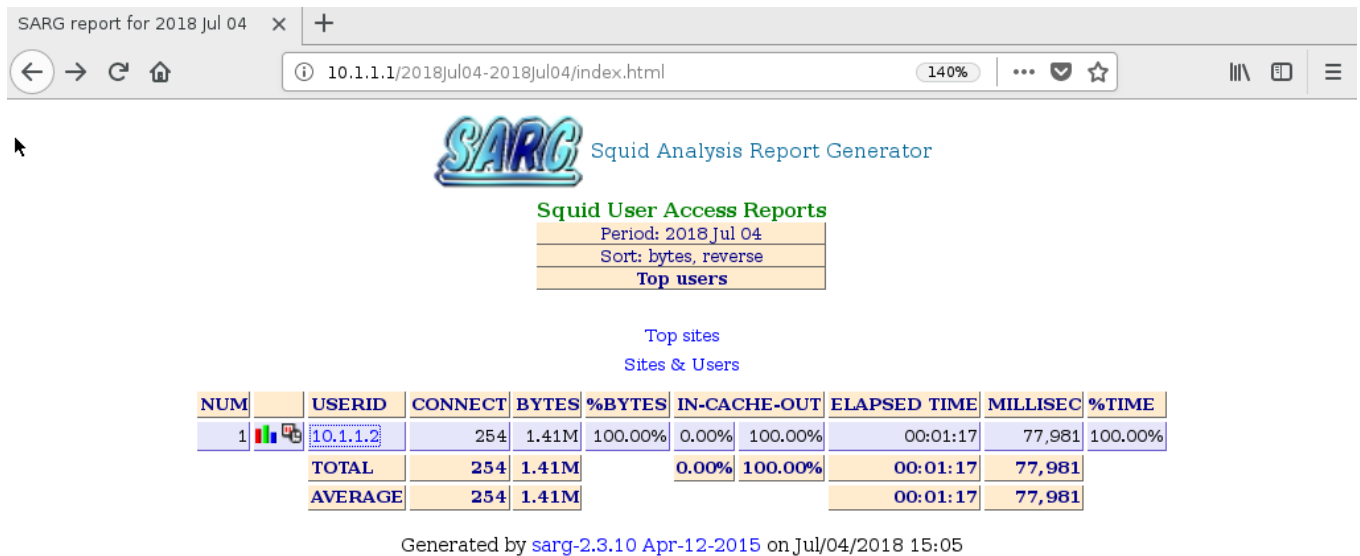 SARG report for 2018 Jul 04
10.1.1.1/2018Jul04-2018Jul04/index.html 140%
SARG Squid Analysis Report Generator
Squid User Access Reports
Period: 2018 Jul 04
Sort: bytes, reverse
Top users
Top sites
Sites & Users
NUM USERID CONNECT BYTES %BYTES IN-CACHE-OUT ELAPSED TIME MILLISEC %TIME
1 10.1.1.2 254 1.41M 100.00% 0.00% 100.00% 00:01:17 77,981 100.00%
TOTAL 254 1.41M 0.00% 100.00% 00:01:17 77,981
AVERAGE 254 1.41M 00:01:17 77,981
Generated by sarg-2.3.10 Apr-12-2015 on Jul/04/2018 15:05